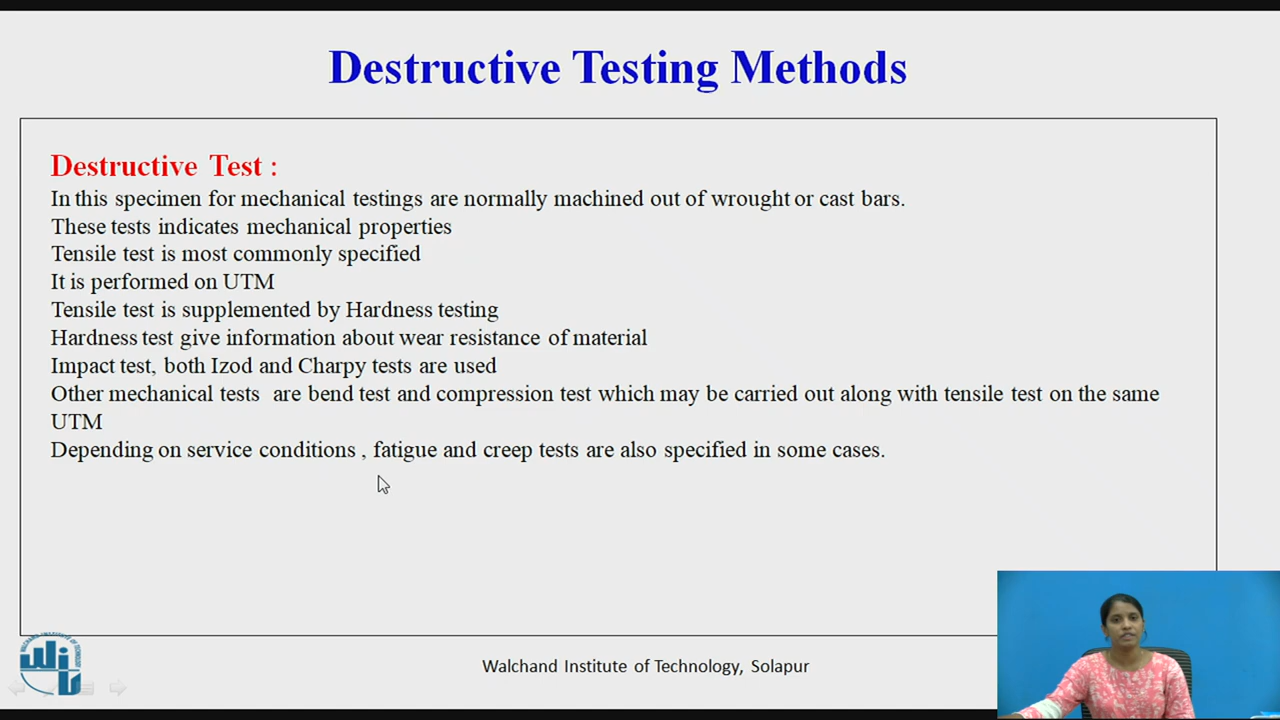 Destructive Testing Methods
Destructive Test :
In this specimen for mechanical testings are normally machined out of wrought or cast bars.
These tests indicates mechanical properties
Tensile test is most commonly specified
It is performed on UTM
Tensile test is supplemented by Hardness testing
Hardness test give information about wear resistance of material
Impact test, both Izod and Charpy tests are used
Other mechanical tests are bend test and compression test which may be carried out along with tensile test on the same
UTM
Depending on service conditions , fatigue and creep tests are also specified in some cases.
Walchand Institute of Technology, Solapur